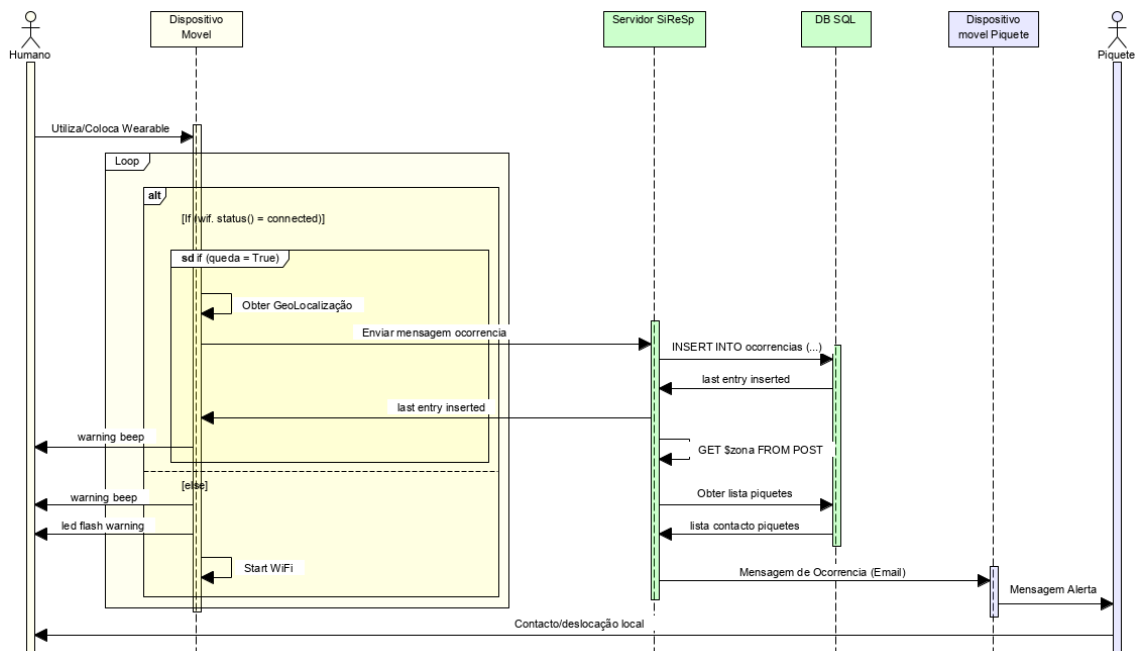 Dispositivo
Movel
Servidor SiReSp
DB SQL
Dispositivo
movel Piquete
Humano
Piquete
Utiliza/Coloca Wearable
Loop
alt
[If (wif. status() = connected)]
sd if (queda = True)
Obter GeoLocalização
Enviar mensagem ocorrencia
INSERT INTO ocorrencias (...)
last entry inserted
last entry inserted
warning beep
GET $zona FROM POST
[else]
warning beep
Obter lista piquetes
led flash warning
lista contacto piquetes
Start WiFi
Mensagem de Ocorrencia (Email)
Mensagem Alerta
Contacto/deslocação local